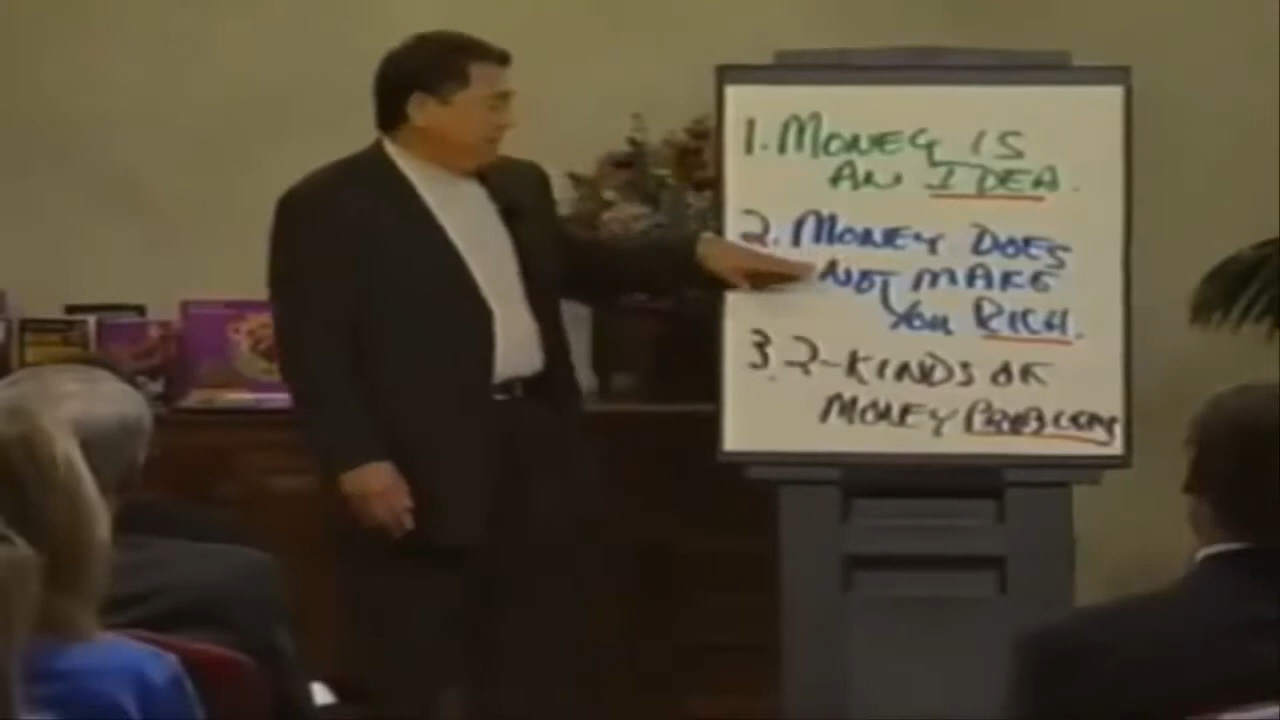 1. MONEY IS
AN IDEA.
2. MONEY DOES
NOT MAKE
YOU RICH.
3. 2-KINDS OF
MONEY PROBLEMS